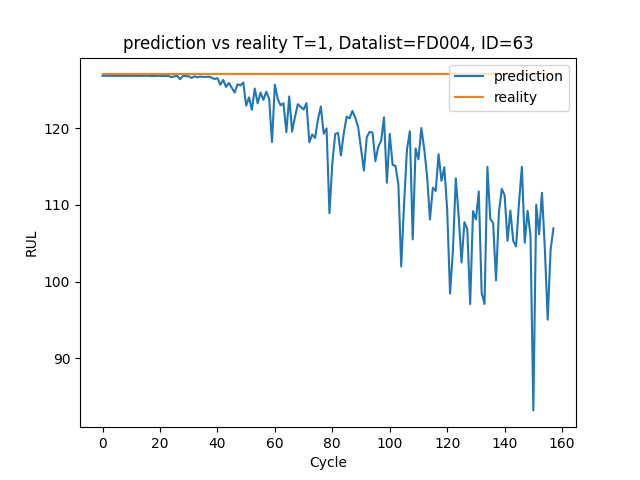 prediction vs reality T=1, Datalist=FD004, ID=63
prediction
reality
RUL
120
110
100
90
0 20 40 60 80 100 120 140 160
Cycle